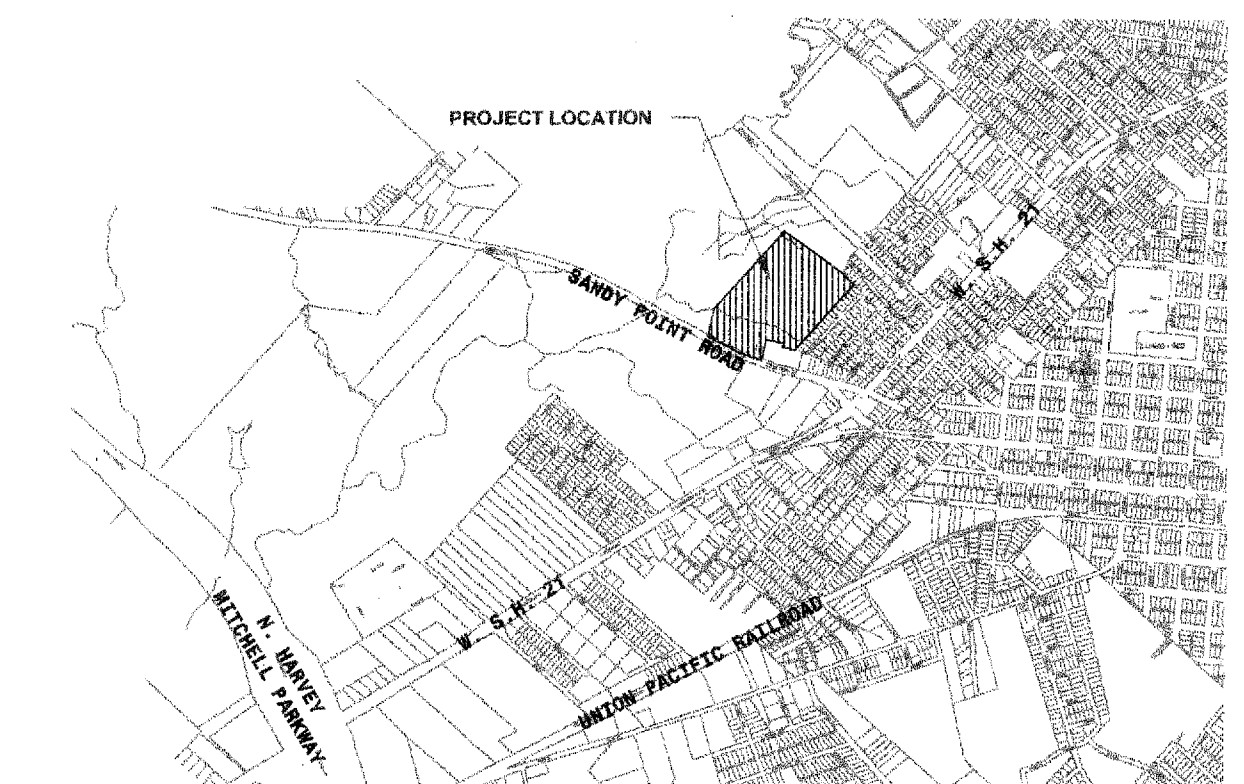 PROJECT LOCATION
W. S.H. 21
SANDY POINT ROAD
W. S.H. 21
UNION PACIFIC RAILROAD
N. HARVEY
MITCHELL PARKWAY